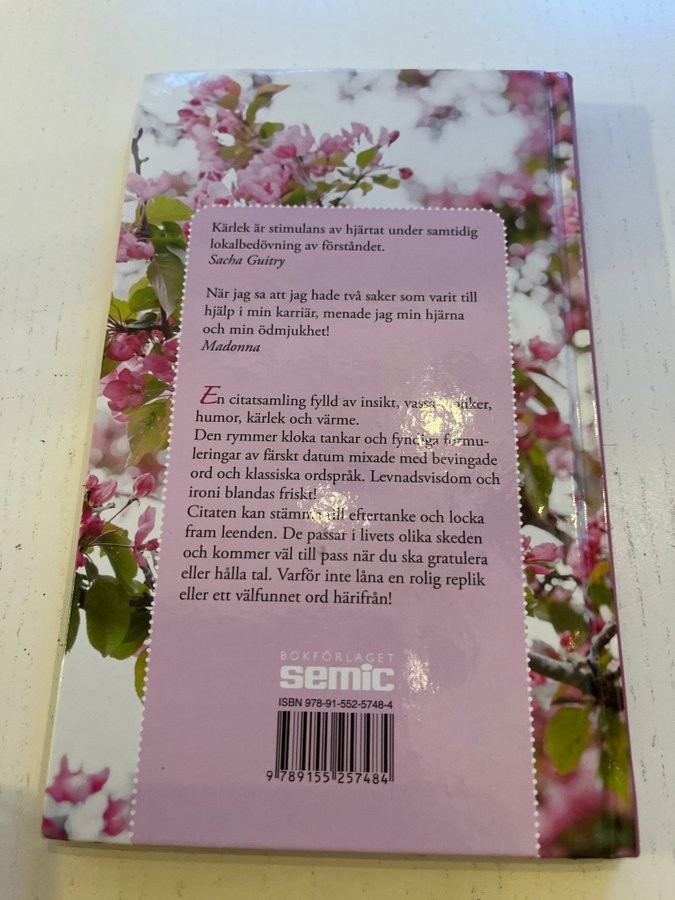 Kärlek är stimulans av hjärtat under samtidig
lokalbedövning av förståndet.
Sacha Guitry
När jag sa att jag hade två saker som varit till
hjälp i min karriär, menade jag min hjärna
och min ödmjukhet!
Madonna
En citatsamling fylld av insikt, vassa
humor, kärlek och värme.
Den rymmer kloka tankar och fyndiga formu-
leringar av färskt datum mixade med bevingade
ord och klassiska ordspråk. Levnadsvisdom och
ironi blandas friskt!
Citaten kan stämma till eftertanke och locka
fram leenden. De passar i livets olika skeden
och kommer väl till pass när du ska gratulera
eller hålla tal. Varför inte låna en rolig replik
eller ett välfunnet ord härifrån!
BOKFÖRLAGET
semic
ISBN 978-91-552-5748-4
9 789155 257484